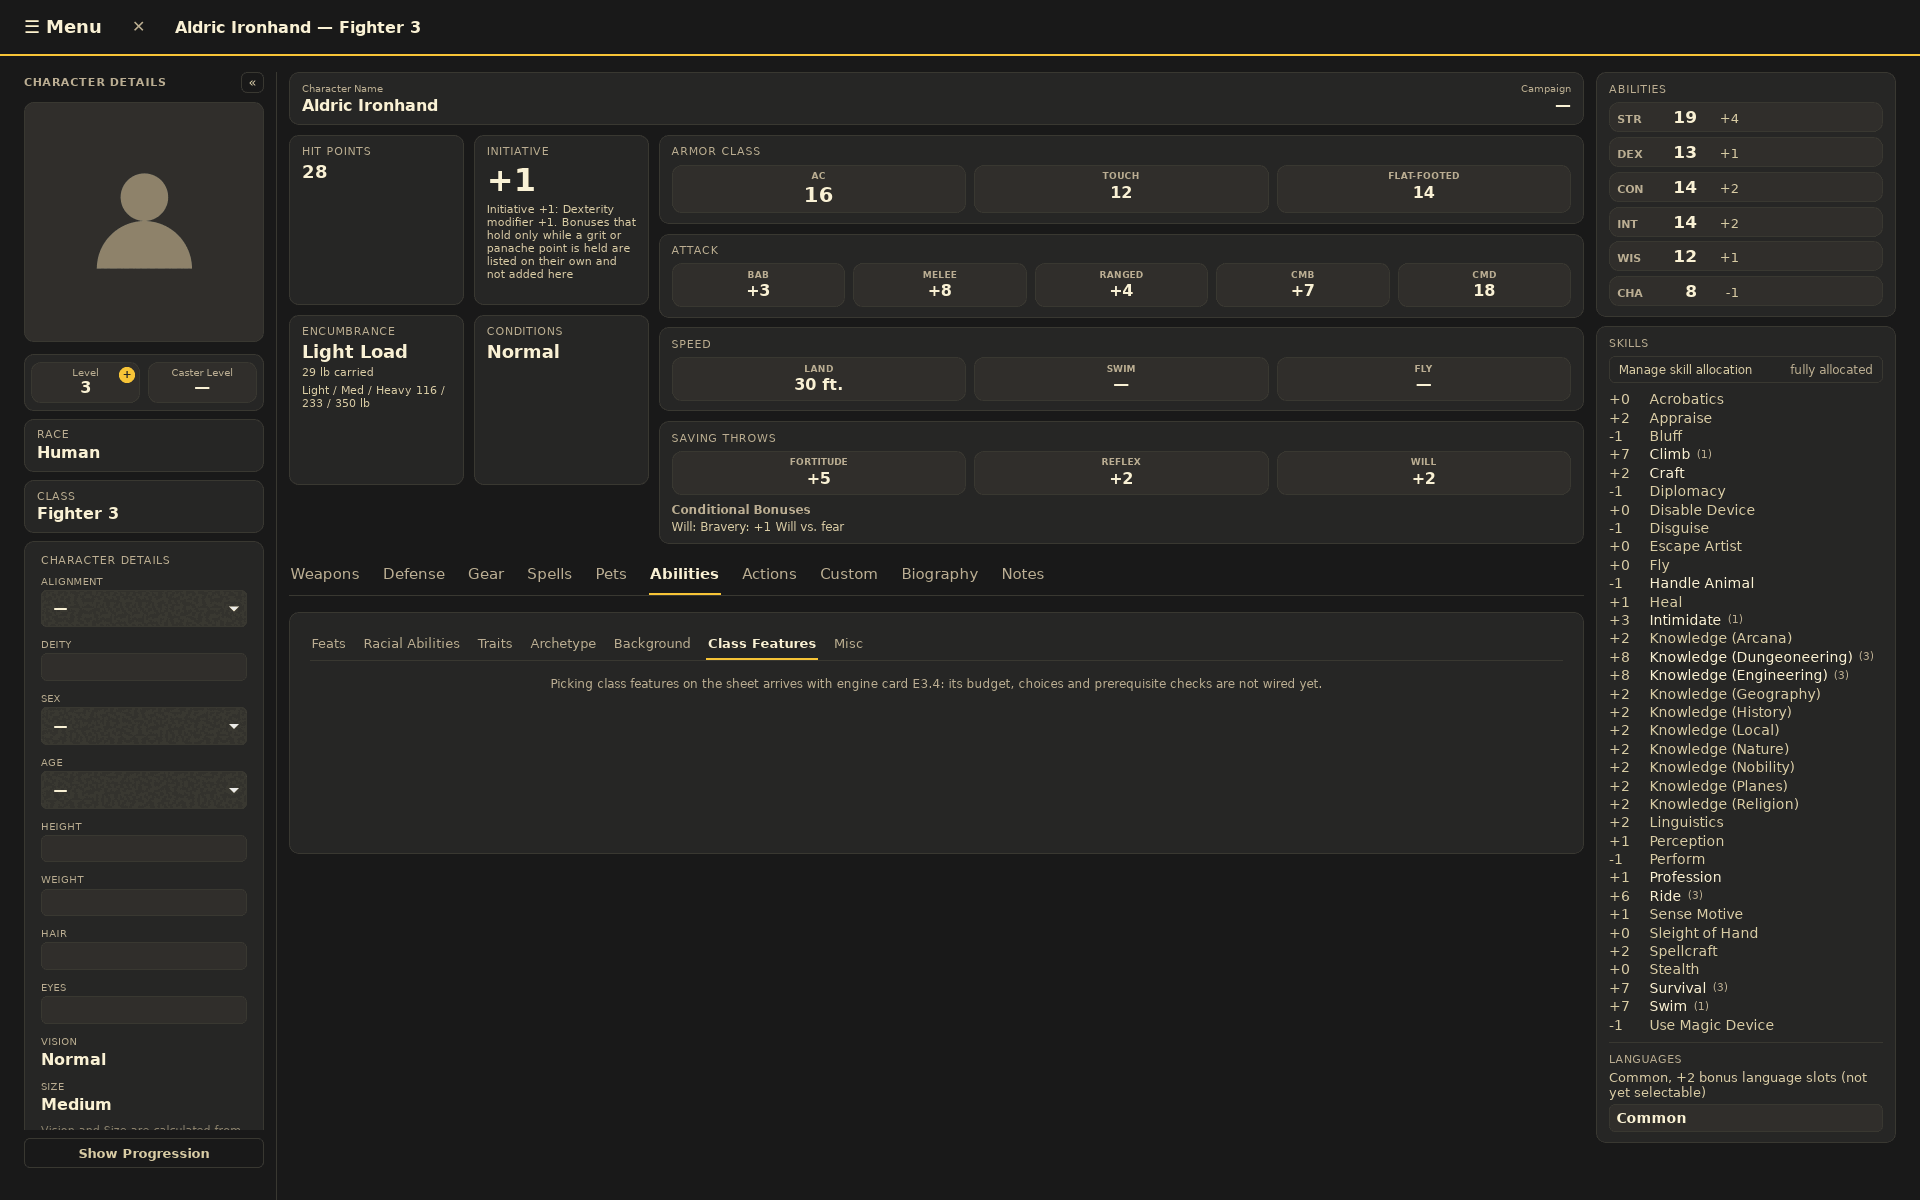 ☰ Menu ✕ Aldric Ironhand — Fighter 3
CHARACTER DETAILS «
Level
3
+
Caster Level
—
RACE
Human
CLASS
Fighter 3
CHARACTER DETAILS
ALIGNMENT
—
DEITY
SEX
—
AGE
—
HEIGHT
WEIGHT
HAIR
EYES
VISION
Normal
SIZE
Medium
Vision and Size are calculated from
Show Progression
Character Name
Aldric Ironhand
Campaign
—
HIT POINTS
28
INITIATIVE
+1
Initiative +1: Dexterity
modifier +1. Bonuses that
hold only while a grit or
panache point is held are
listed on their own and
not added here
ENCUMBRANCE
Light Load
29 lb carried
Light / Med / Heavy 116 /
233 / 350 lb
CONDITIONS
Normal
ARMOR CLASS
AC
16
TOUCH
12
FLAT-FOOTED
14
ATTACK
BAB
+3
MELEE
+8
RANGED
+4
CMB
+7
CMD
18
SPEED
LAND
30 ft.
SWIM
—
FLY
—
SAVING THROWS
FORTITUDE
+5
REFLEX
+2
WILL
+2
Conditional Bonuses
Will: Bravery: +1 Will vs. fear
Weapons Defense Gear Spells Pets Abilities Actions Custom Biography Notes
Feats Racial Abilities Traits Archetype Background Class Features Misc
Picking class features on the sheet arrives with engine card E3.4: its budget, choices and prerequisite checks are not wired yet.
ABILITIES
STR 19 +4
DEX 13 +1
CON 14 +2
INT 14 +2
WIS 12 +1
CHA 8 -1
SKILLS
Manage skill allocation fully allocated
+0 Acrobatics
+2 Appraise
-1 Bluff
+7 Climb (1)
+2 Craft
-1 Diplomacy
+0 Disable Device
-1 Disguise
+0 Escape Artist
+0 Fly
-1 Handle Animal
+1 Heal
+3 Intimidate (1)
+2 Knowledge (Arcana)
+8 Knowledge (Dungeoneering) (3)
+8 Knowledge (Engineering) (3)
+2 Knowledge (Geography)
+2 Knowledge (History)
+2 Knowledge (Local)
+2 Knowledge (Nature)
+2 Knowledge (Nobility)
+2 Knowledge (Planes)
+2 Knowledge (Religion)
+2 Linguistics
+1 Perception
-1 Perform
+1 Profession
+6 Ride (3)
+1 Sense Motive
+0 Sleight of Hand
+2 Spellcraft
+0 Stealth
+7 Survival (3)
+7 Swim (1)
-1 Use Magic Device
LANGUAGES
Common, +2 bonus language slots (not
yet selectable)
Common